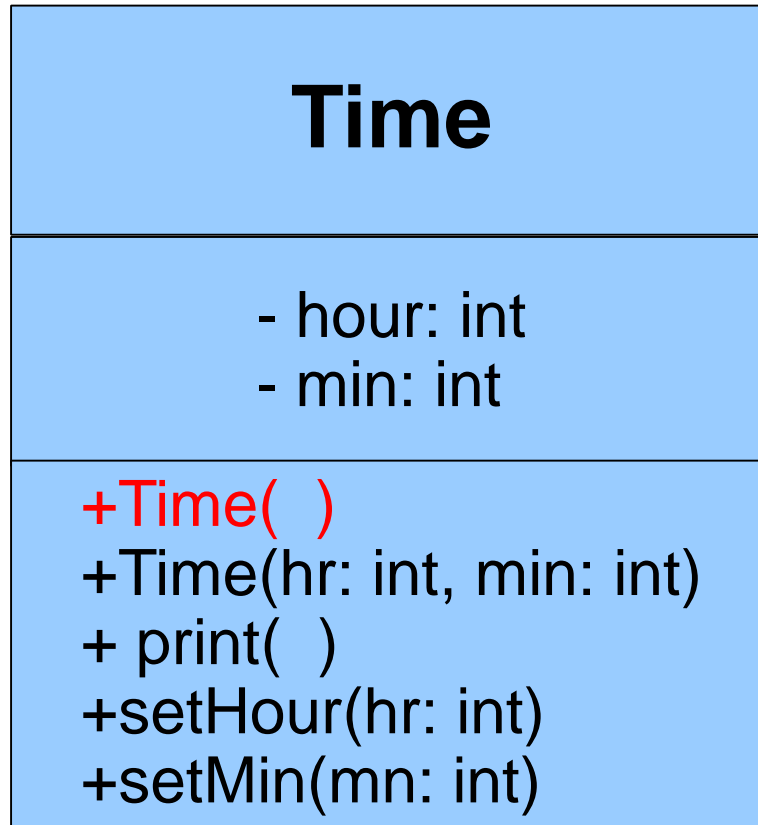 Time
- hour: int
- min: int
+Time(  )
+Time(hr: int, min: int)
+ print(  )
+setHour(hr: int)
+setMin(mn: int)